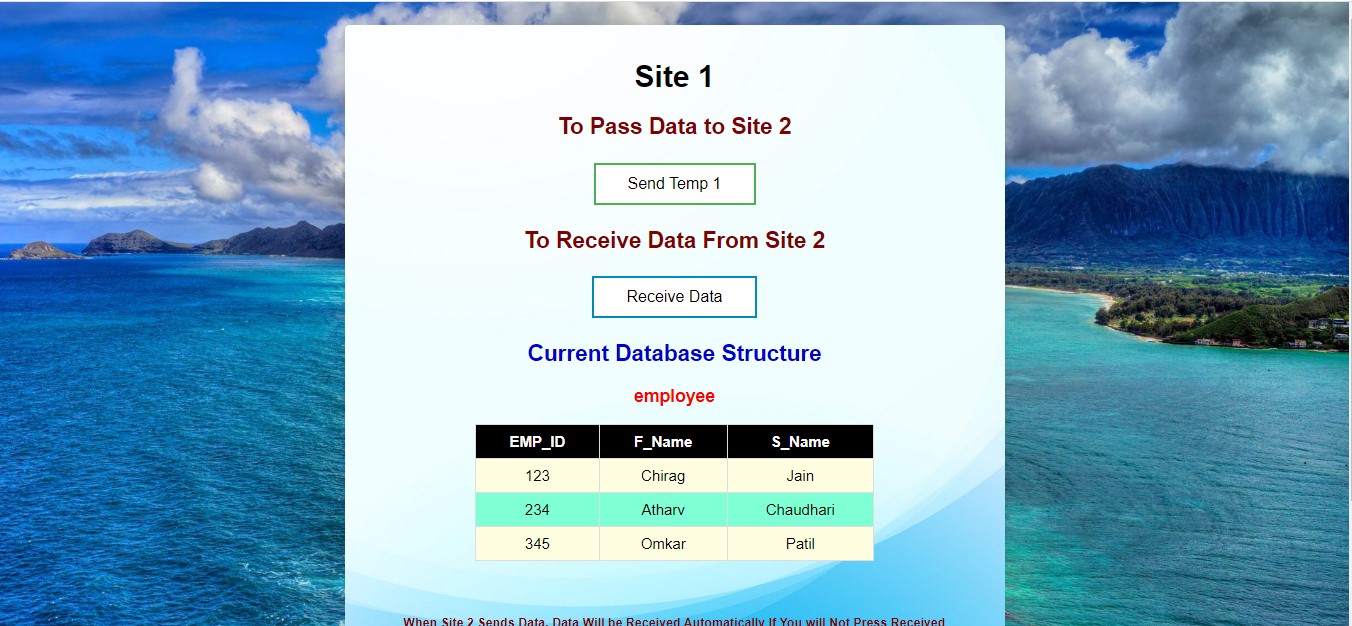 Site 1
To Pass Data to Site 2
Send Temp 1
To Receive Data From Site 2
Receive Data
Current Database Structure
employee
EMP_ID F_Name S_Name
123 Chirag Jain
234 Atharv Chaudhari
345 Omkar Patil
When Site 2 Sends Data, Data Will be Received Automatically If You will Not Press Received